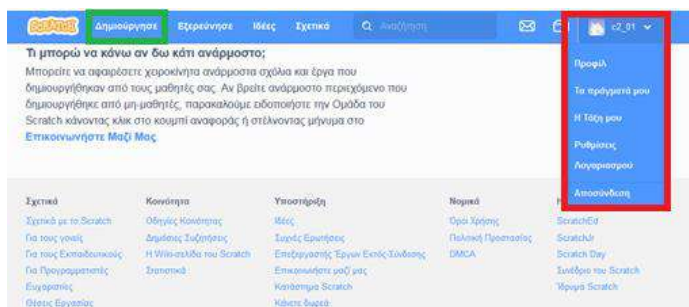 SCRATCH Δημιούργησε Εξερεύνησε Ιδέες Σχετικά Αναζήτηση c2_01
Τι μπορώ να κάνω αν δω κάτι ανάρμοστο;
Μπορείτε να αφαιρέσετε χειροκίνητα ανάρμοστα σχόλια και έργα που
δημιουργήθηκαν από τους μαθητές σας. Αν βρείτε ανάρμοστο περιεχόμενο που
δημιουργήθηκε από μη-μαθητές, παρακαλούμε ειδοποιήστε την Ομάδα του
Scratch κάνοντας κλικ στο κουμπί αναφοράς ή στέλνοντας μήνυμα στο
Επικοινωνήστε Μαζί Μας.
Προφίλ
Τα πράγματά μου
Η Τάξη μου
Ρυθμίσεις
Λογαριασμού
Αποσύνδεση
Σχετικά
Σχετικά με το Scratch
Για τους γονείς
Για τους Εκπαιδευτικούς
Για Προγραμματιστές
Ευχαριστίες
Θέσεις Εργασίας
Κοινότητα
Οδηγίες Κοινότητας
Δημόσιες Συζητήσεις
Η Wiki-σελίδα του Scratch
Στατιστικά
Υποστήριξη
Ιδέες
Συχνές Ερωτήσεις
Επεξεργαστής Έργων Εκτός-Σύνδεσης
Επικοινωνήστε μαζί μας
Κατάστημα Scratch
Κάνετε δωρεά
Νομικά
Όροι Χρήσης
Πολιτική Προστασίας
DMCA
ScratchEd
ScratchJr
Scratch Day
Συνέδριο του Scratch
Ίδρυμα Scratch